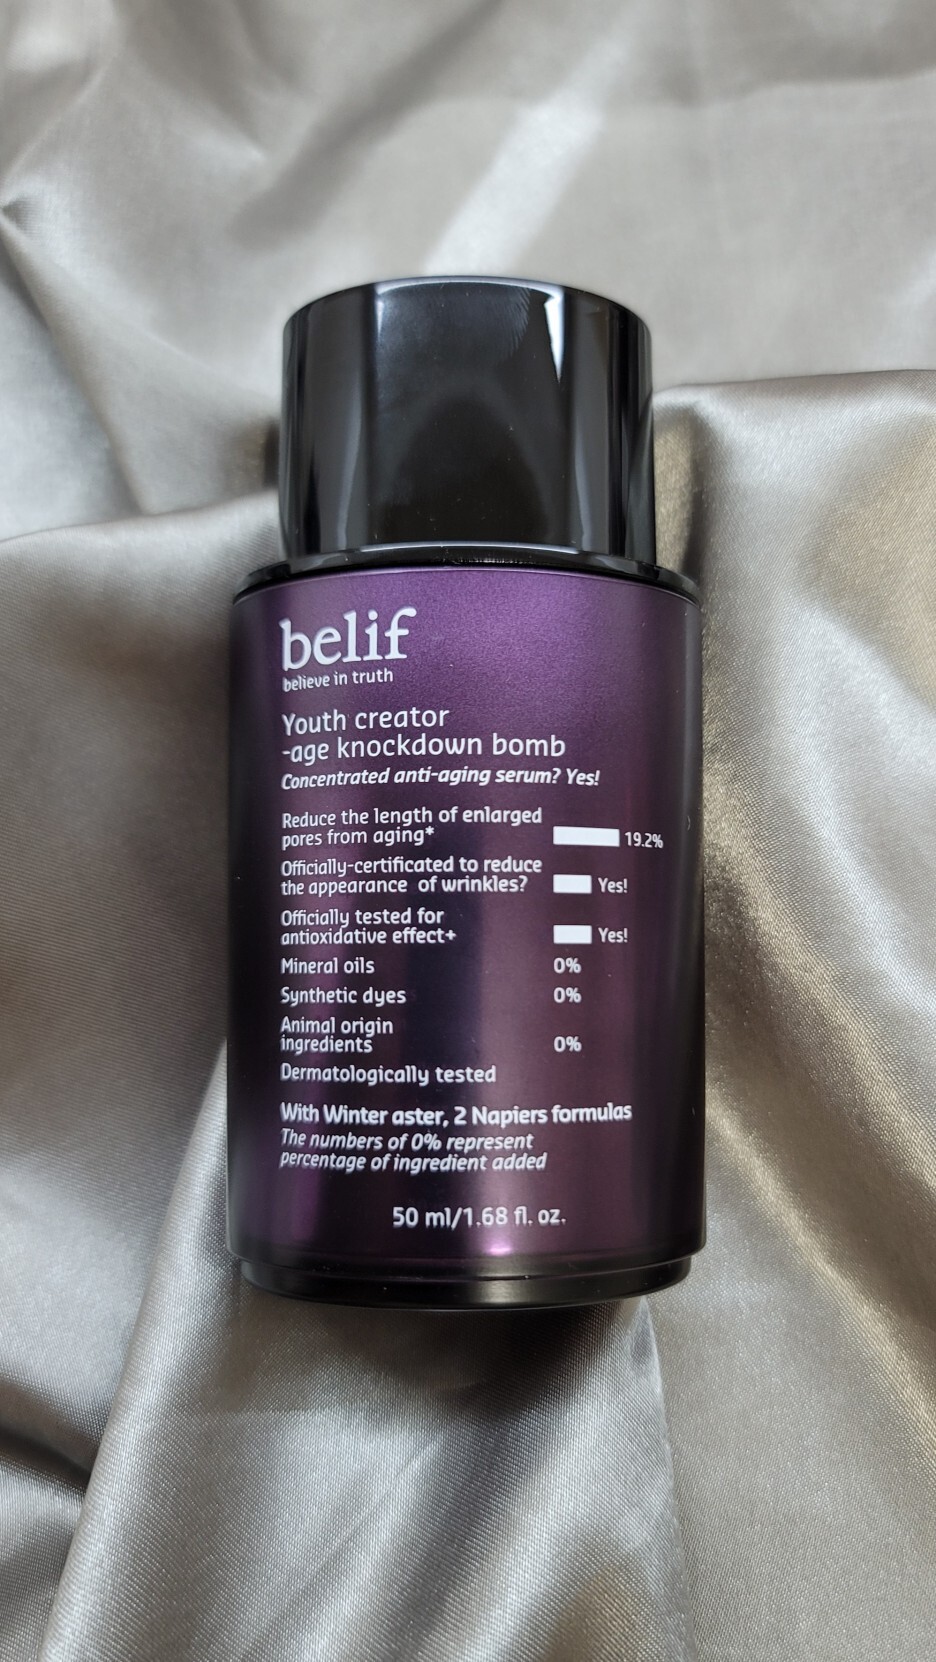 belif
believe in truth
Youth creator
-age knockdown bomb
Concentrated anti-aging serum? Yes!
Reduce the length of enlarged
pores from aging* 19.2%
Officially-certificated to reduce
the appearance of wrinkles? Yes!
Officially tested for
antioxidative effect+ Yes!
Mineral oils 0%
Synthetic dyes 0%
Animal origin
ingredients 0%
Dermatologically tested
With Winter aster, 2 Napiers formulas
The numbers of 0% represent
percentage of ingredient added
50 ml/1.68 fl. oz.